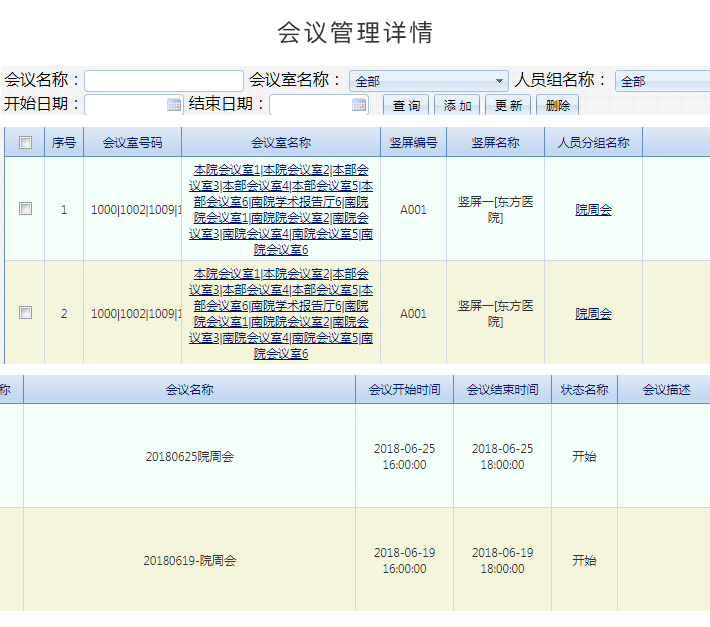 会议管理详情
会议名称： 会议室名称： 全部 人员组名称： 全部
开始日期： 结束日期： 查 询 添 加 更 新 删除
序号 会议室号码 会议室名称 竖屏编号 竖屏名称 人员分组名称
本院会议室1|本院会议室2|本部会
议室3|本部会议室4|本部会议室5|本
部会议室6|南院学术报告厅6|南院
院会议室1|南院院会议室2|南院会
议室3|南院会议室4|南院会议室5|南
院会议室6
1 1000|1002|1009|1 A001 竖屏一[东方医
院] 院周会
本院会议室1|本院会议室2|本部会
议室3|本部会议室4|本部会议室5|本
部会议室6|南院学术报告厅6|南院
院会议室1|南院院会议室2|南院会
议室3|南院会议室4|南院会议室5|南
院会议室6
2 1000|1002|1009|1 A001 竖屏一[东方医
院] 院周会
称 会议名称 会议开始时间 会议结束时间 状态名称 会议描述
20180625院周会 2018-06-25
16:00:00 2018-06-25
18:00:00 开始
20180619-院周会 2018-06-19
16:00:00 2018-06-19
18:00:00 开始